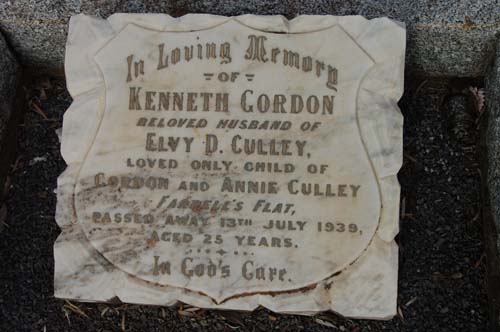 In Loving Memory
OF
KENNETH GORDON
BELOVED HUSBAND OF
ELVY D. CULLEY,
LOVED ONLY CHILD OF
GORDON AND ANNIE CULLEY
FARRELL'S FLAT,
PASSED AWAY 13TH JULY 1939,
AGED 25 YEARS.
In God's Care.